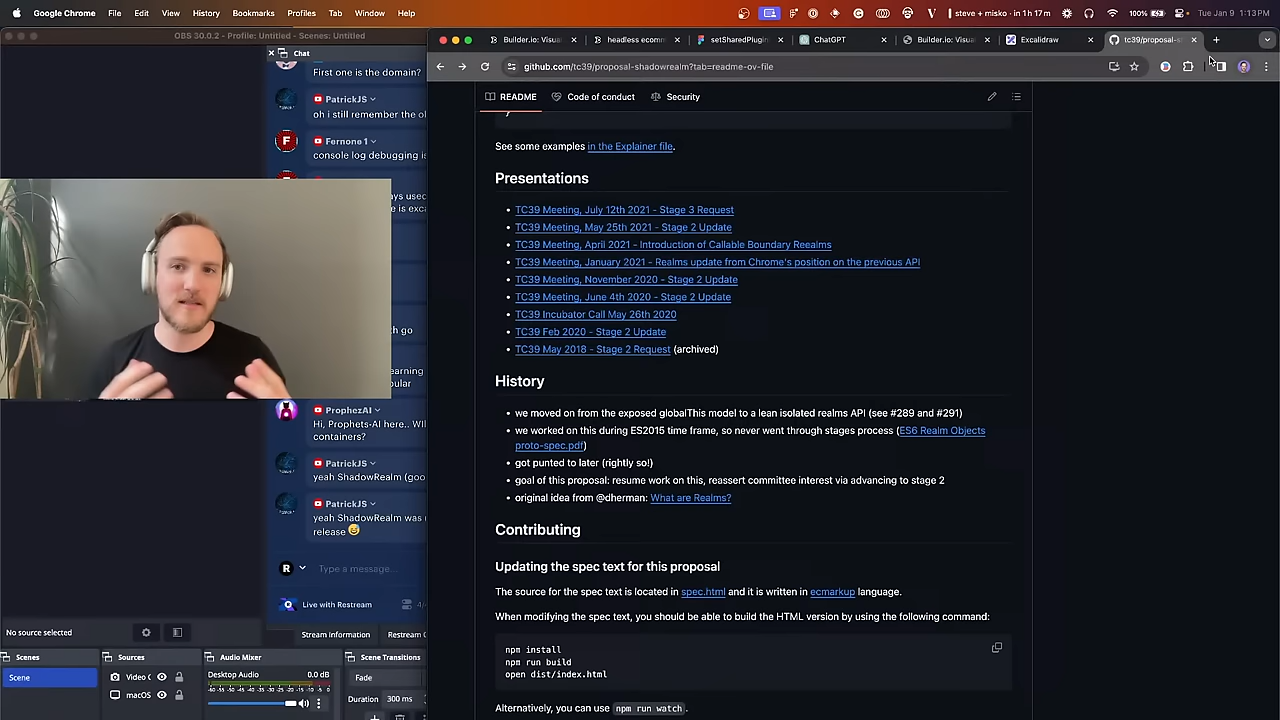 Google Chrome File Edit View History Bookmarks Profiles Tab Window Help
steve + misko • in 1 h 17 m
100%
Tue Jan 9 1:13 PM
OBS 30.0.2 - Profile: Untitled - Scenes: Untitled
Chat
First one is the domain?
PatrickJS
oh i still remember the ol
Fernone1
console log debugging is
ProphezAI
Hi, Prophets-AI here..
containers?
PatrickJS
yeah ShadowRealm (goo
PatrickJS
yeah ShadowRealm was
release 😅
R
Type a message...
Live with Restream
No source selected
Stream information
Restream
Scenes
Scene
Sources
Video
macOS
Audio Mixer
Desktop Audio 0.0 dB
Scene Transitions
Fade
Duration 300 ms
Builder.io: Visua
headless ecomm
setSharedPlugin
ChatGPT
Builder.io: Visua
Excalidraw
tc39/proposal-s
github.com/tc39/proposal-shadowrealm?tab=readme-ov-file
README
Code of conduct
Security
See some examples in the Explainer file.
Presentations
• TC39 Meeting, July 12th 2021 - Stage 3 Request
• TC39 Meeting, May 25th 2021 - Stage 2 Update
• TC39 Meeting, April 2021 - Introduction of Callable Boundary Reealms
• TC39 Meeting, January 2021 - Realms update from Chrome's position on the previous API
• TC39 Meeting, November 2020 - Stage 2 Update
• TC39 Meeting, June 4th 2020 - Stage 2 Update
• TC39 Incubator Call May 26th 2020
• TC39 Feb 2020 - Stage 2 Update
• TC39 May 2018 - Stage 2 Request (archived)
History
• we moved on from the exposed globalThis model to a lean isolated realms API (see #289 and #291)
• we worked on this during ES2015 time frame, so never went through stages process (ES6 Realm Objects
proto-spec.pdf)
• got punted to later (rightly so!)
• goal of this proposal: resume work on this, reassert committee interest via advancing to stage 2
• original idea from @dherman: What are Realms?
Contributing
Updating the spec text for this proposal
The source for the spec text is located in spec.html and it is written in ecmarkup language.
When modifying the spec text, you should be able to build the HTML version by using the following command:
npm install
npm run build
open dist/index.html
Alternatively, you can use npm run watch.